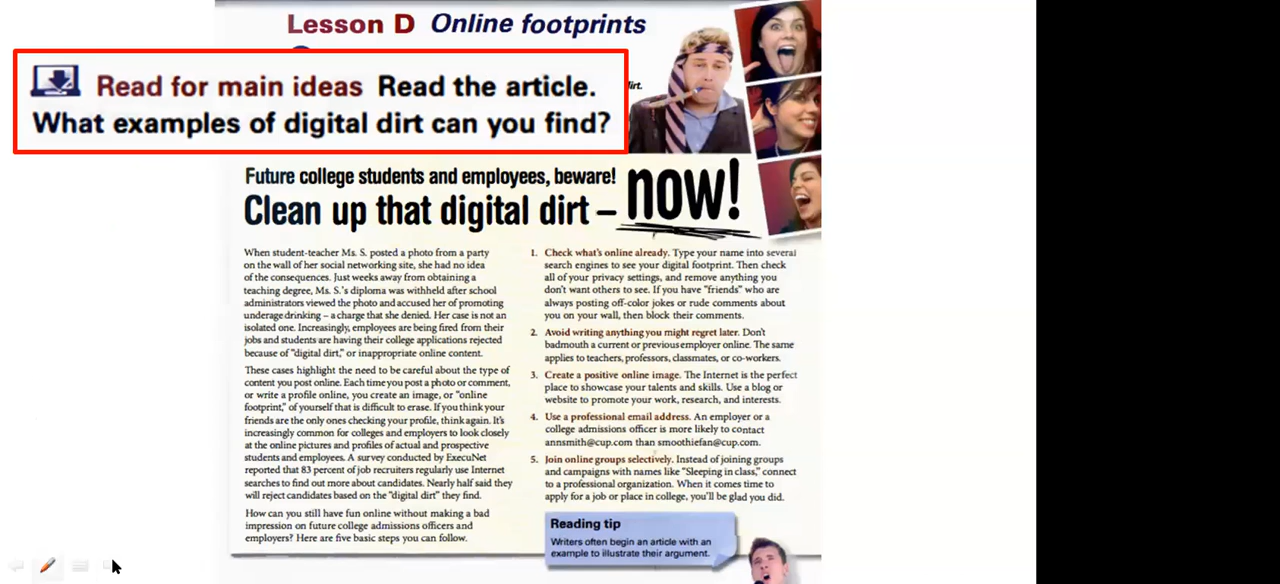 Lesson D Online footprints
Read for main ideas Read the article.
What examples of digital dirt can you find?
dirt.
Future college students and employees, beware!
Clean up that digital dirt – now!
When student-teacher Ms. S. posted a photo from a party
on the wall of her social networking site, she had no idea
of the consequences. Just weeks away from obtaining a
teaching degree, Ms. S.'s diploma was withheld after school
administrators viewed the photo and accused her of promoting
underage drinking – a charge that she denied. Her case is not an
isolated one. Increasingly, employees are being fired from their
jobs and students are having their college applications rejected
because of "digital dirt," or inappropriate online content.
These cases highlight the need to be careful about the type of
content you post online. Each time you post a photo or comment,
or write a profile online, you create an image, or "online
footprint," of yourself that is difficult to erase. If you think your
friends are the only ones checking your profile, think again. It's
increasingly common for colleges and employers to look closely
at the online pictures and profiles of actual and prospective
students and employees. A survey conducted by ExecuNet
reported that 83 percent of job recruiters regularly use Internet
searches to find out more about candidates. Nearly half said they
will reject candidates based on the "digital dirt" they find.
How can you still have fun online without making a bad
impression on future college admissions officers and
employers? Here are five basic steps you can follow.
1. Check what's online already. Type your name into several
search engines to see your digital footprint. Then check
all of your privacy settings, and remove anything you
don't want others to see. If you have "friends" who are
always posting off-color jokes or rude comments about
you on your wall, then block their comments.
2. Avoid writing anything you might regret later. Don't
badmouth a current or previous employer online. The same
applies to teachers, professors, classmates, or co-workers.
3. Create a positive online image. The Internet is the perfect
place to showcase your talents and skills. Use a blog or
website to promote your work, research, and interests.
4. Use a professional email address. An employer or a
college admissions officer is more likely to contact
annsmith@cup.com than smoothiefan@cup.com.
5. Join online groups selectively. Instead of joining groups
and campaigns with names like "Sleeping in class," connect
to a professional organization. When it comes time to
apply for a job or place in college, you'll be glad you did.
Reading tip
Writers often begin an article with an
example to illustrate their argument.